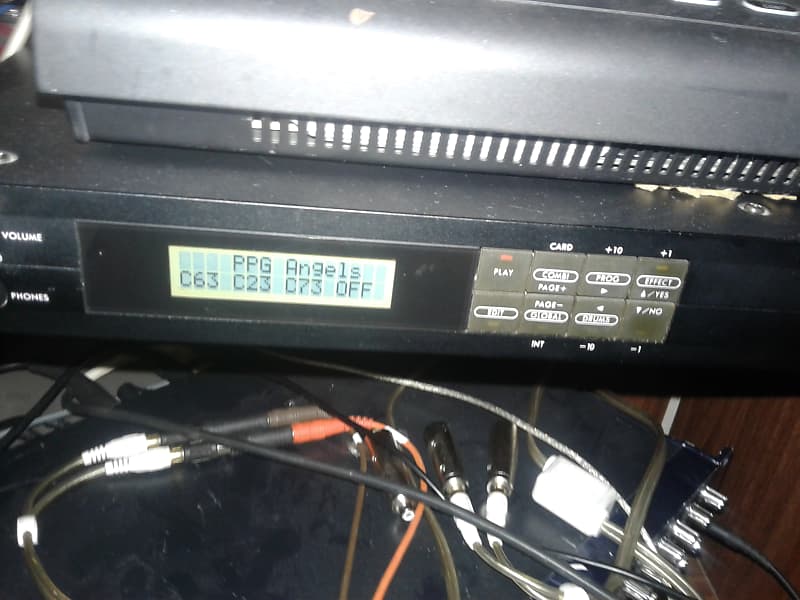 VOLUME
PHONES
PPG Angels
C63 C23 C73 OFF
CARD +10 +1
PLAY COMBI PROG EFFECT
PAGE+ ▶ ▲/YES
PAGE- ◀ ▼/NO
EDIT GLOBAL DRUMS
INT -10 -1